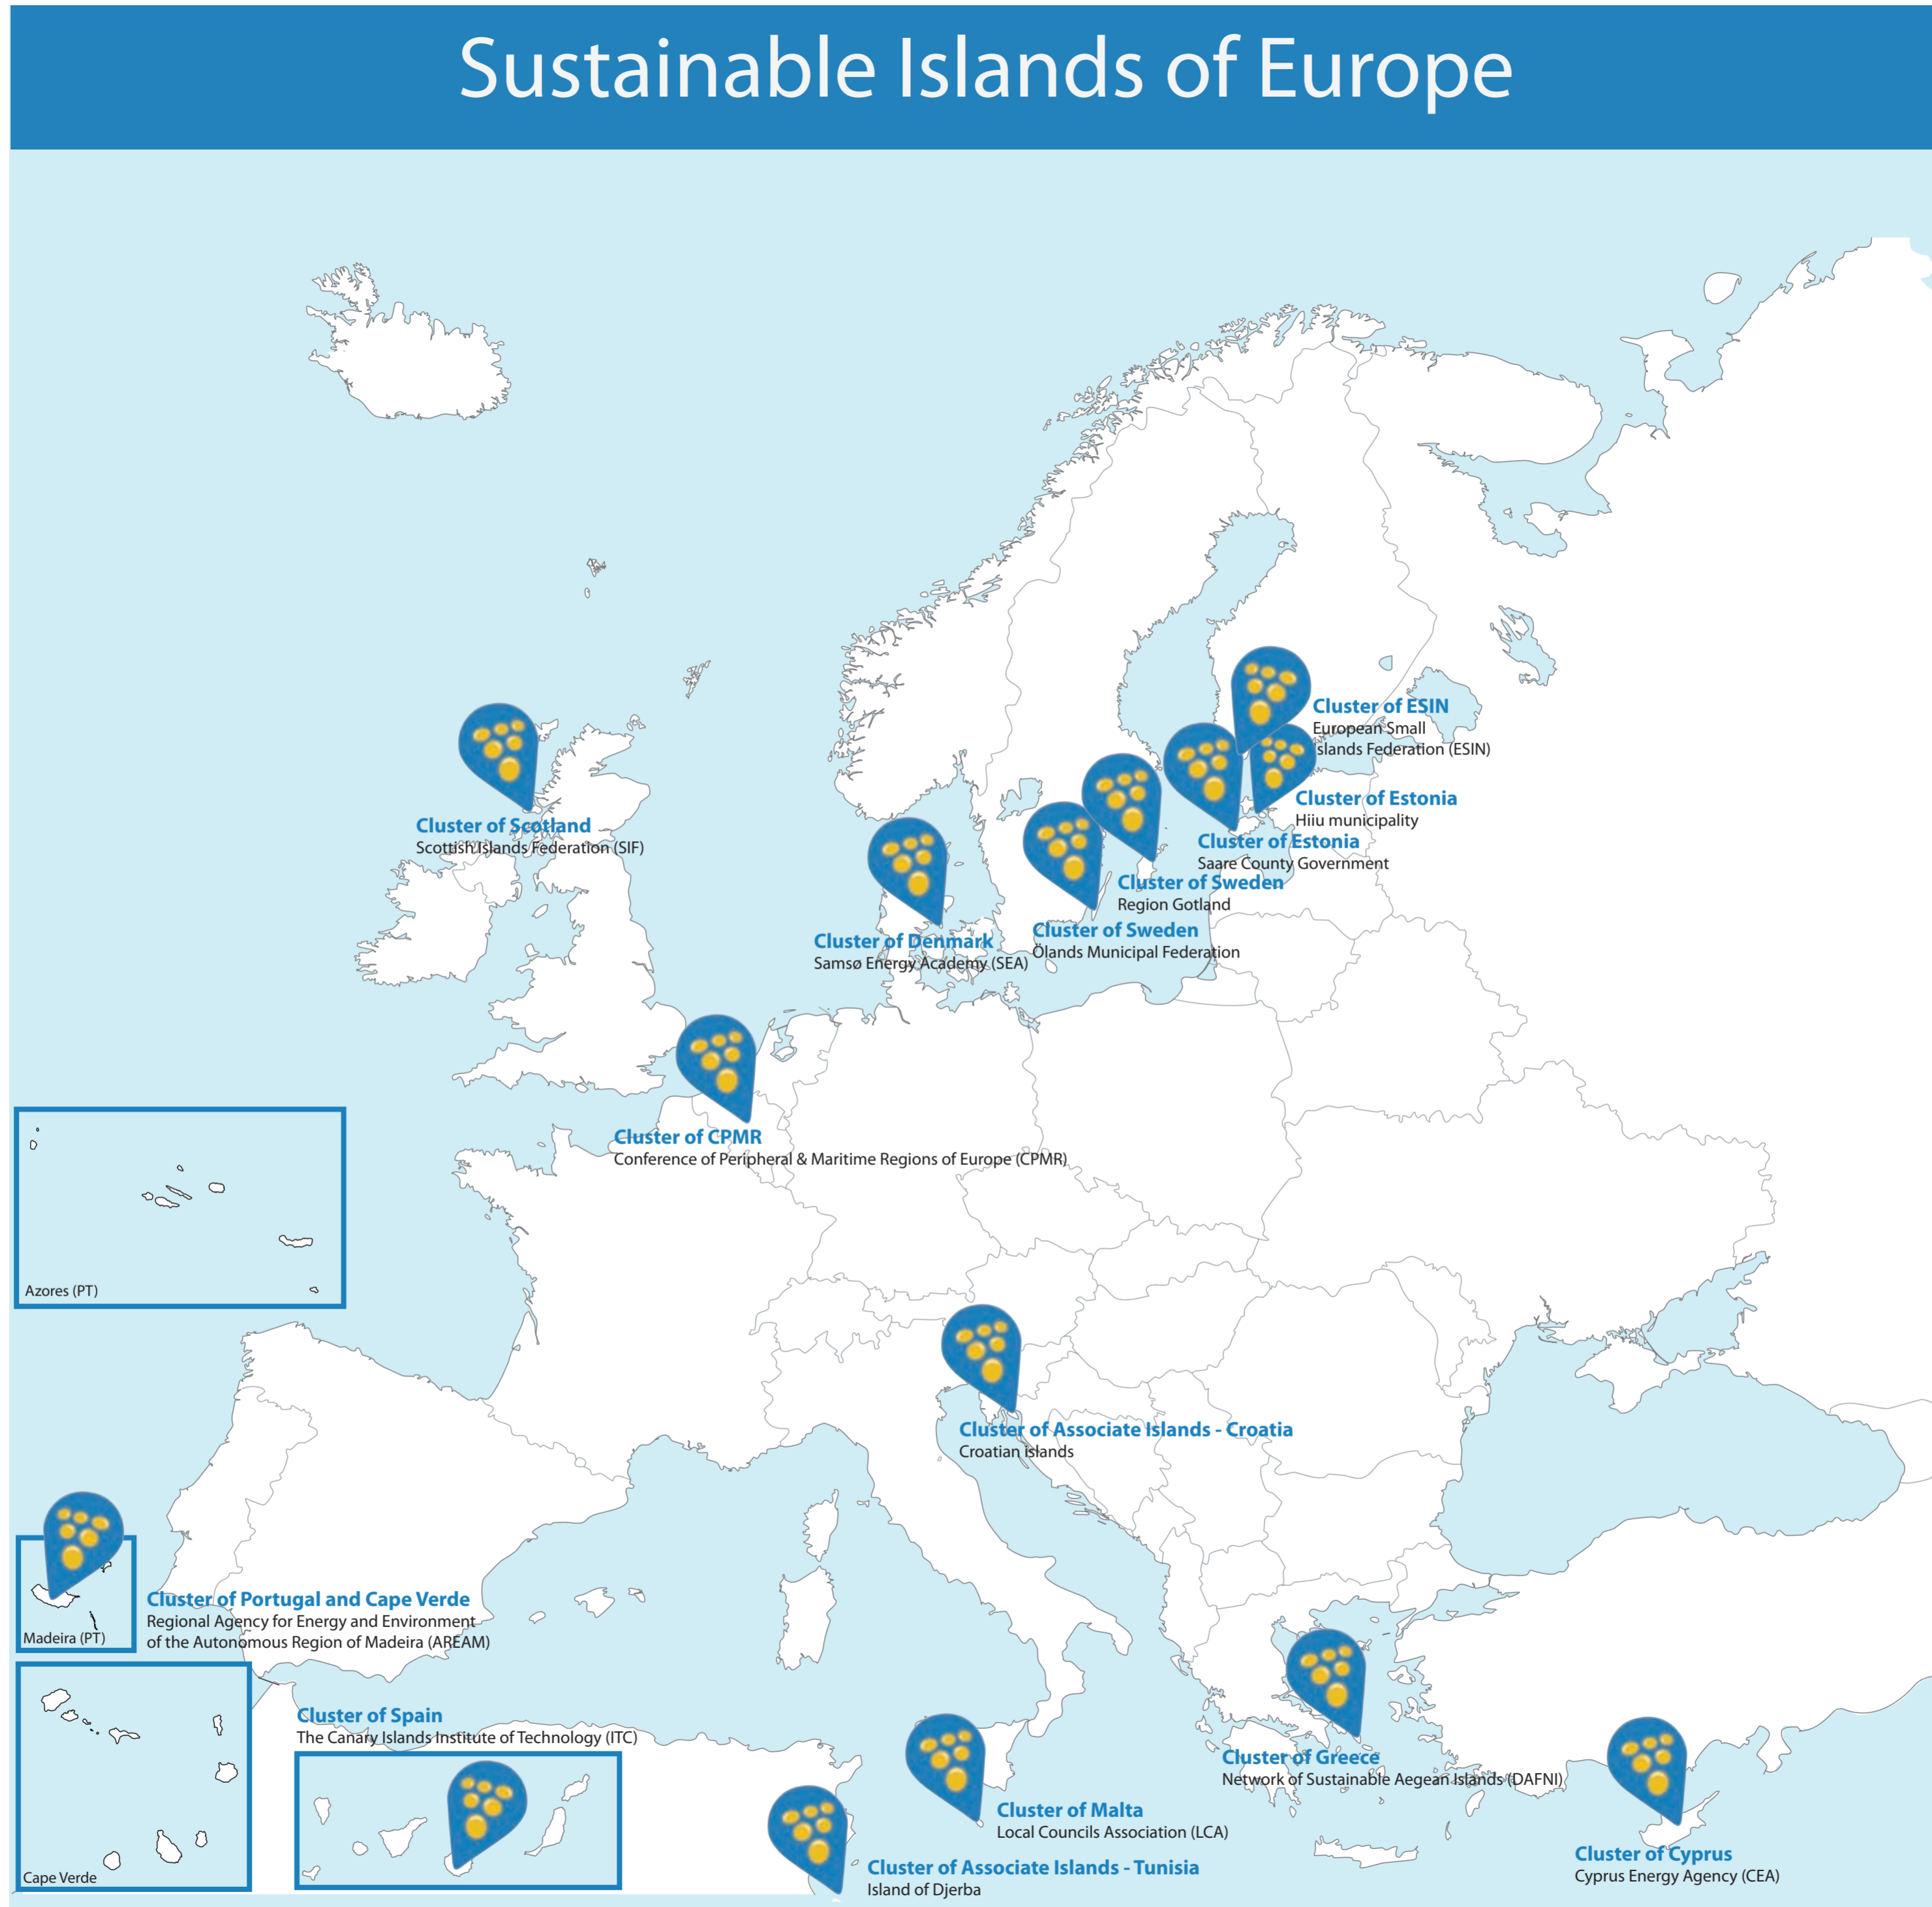 Sustainable Islands of Europe
Cluster of ESIN
European Small
slands Federation (ESIN)
Cluster of Estonia
Hiiu municipality
Cluster of Scotland
Scottish Islands Federation (SIF)
Cluster of Estonia
Saare County Government
Cluster of Sweden
Region Gotland
Cluster of Sweden
Ölands Municipal Federation
Cluster of Denmark
Samsø Energy Academy (SEA)
Cluster of CPMR
Conference of Peripheral & Maritime Regions of Europe (CPMR)
Azores (PT)
Cluster of Associate Islands - Croatia
Croatian islands
Cluster of Portugal and Cape Verde
Regional Agency for Energy and Environment
of the Autonomous Region of Madeira (AREAM)
Madeira (PT)
Cluster of Spain
The Canary Islands Institute of Technology (ITC)
Cluster of Greece
Network of Sustainable Aegean Islands (DAFNI)
Cluster of Malta
Local Councils Association (LCA)
Cluster of Cyprus
Cyprus Energy Agency (CEA)
Cluster of Associate Islands - Tunisia
Island of Djerba
Cape Verde